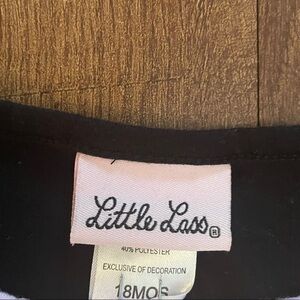 Little Lass®
40% POLYESTER
EXCLUSIVE OF DECORATION
18MOS